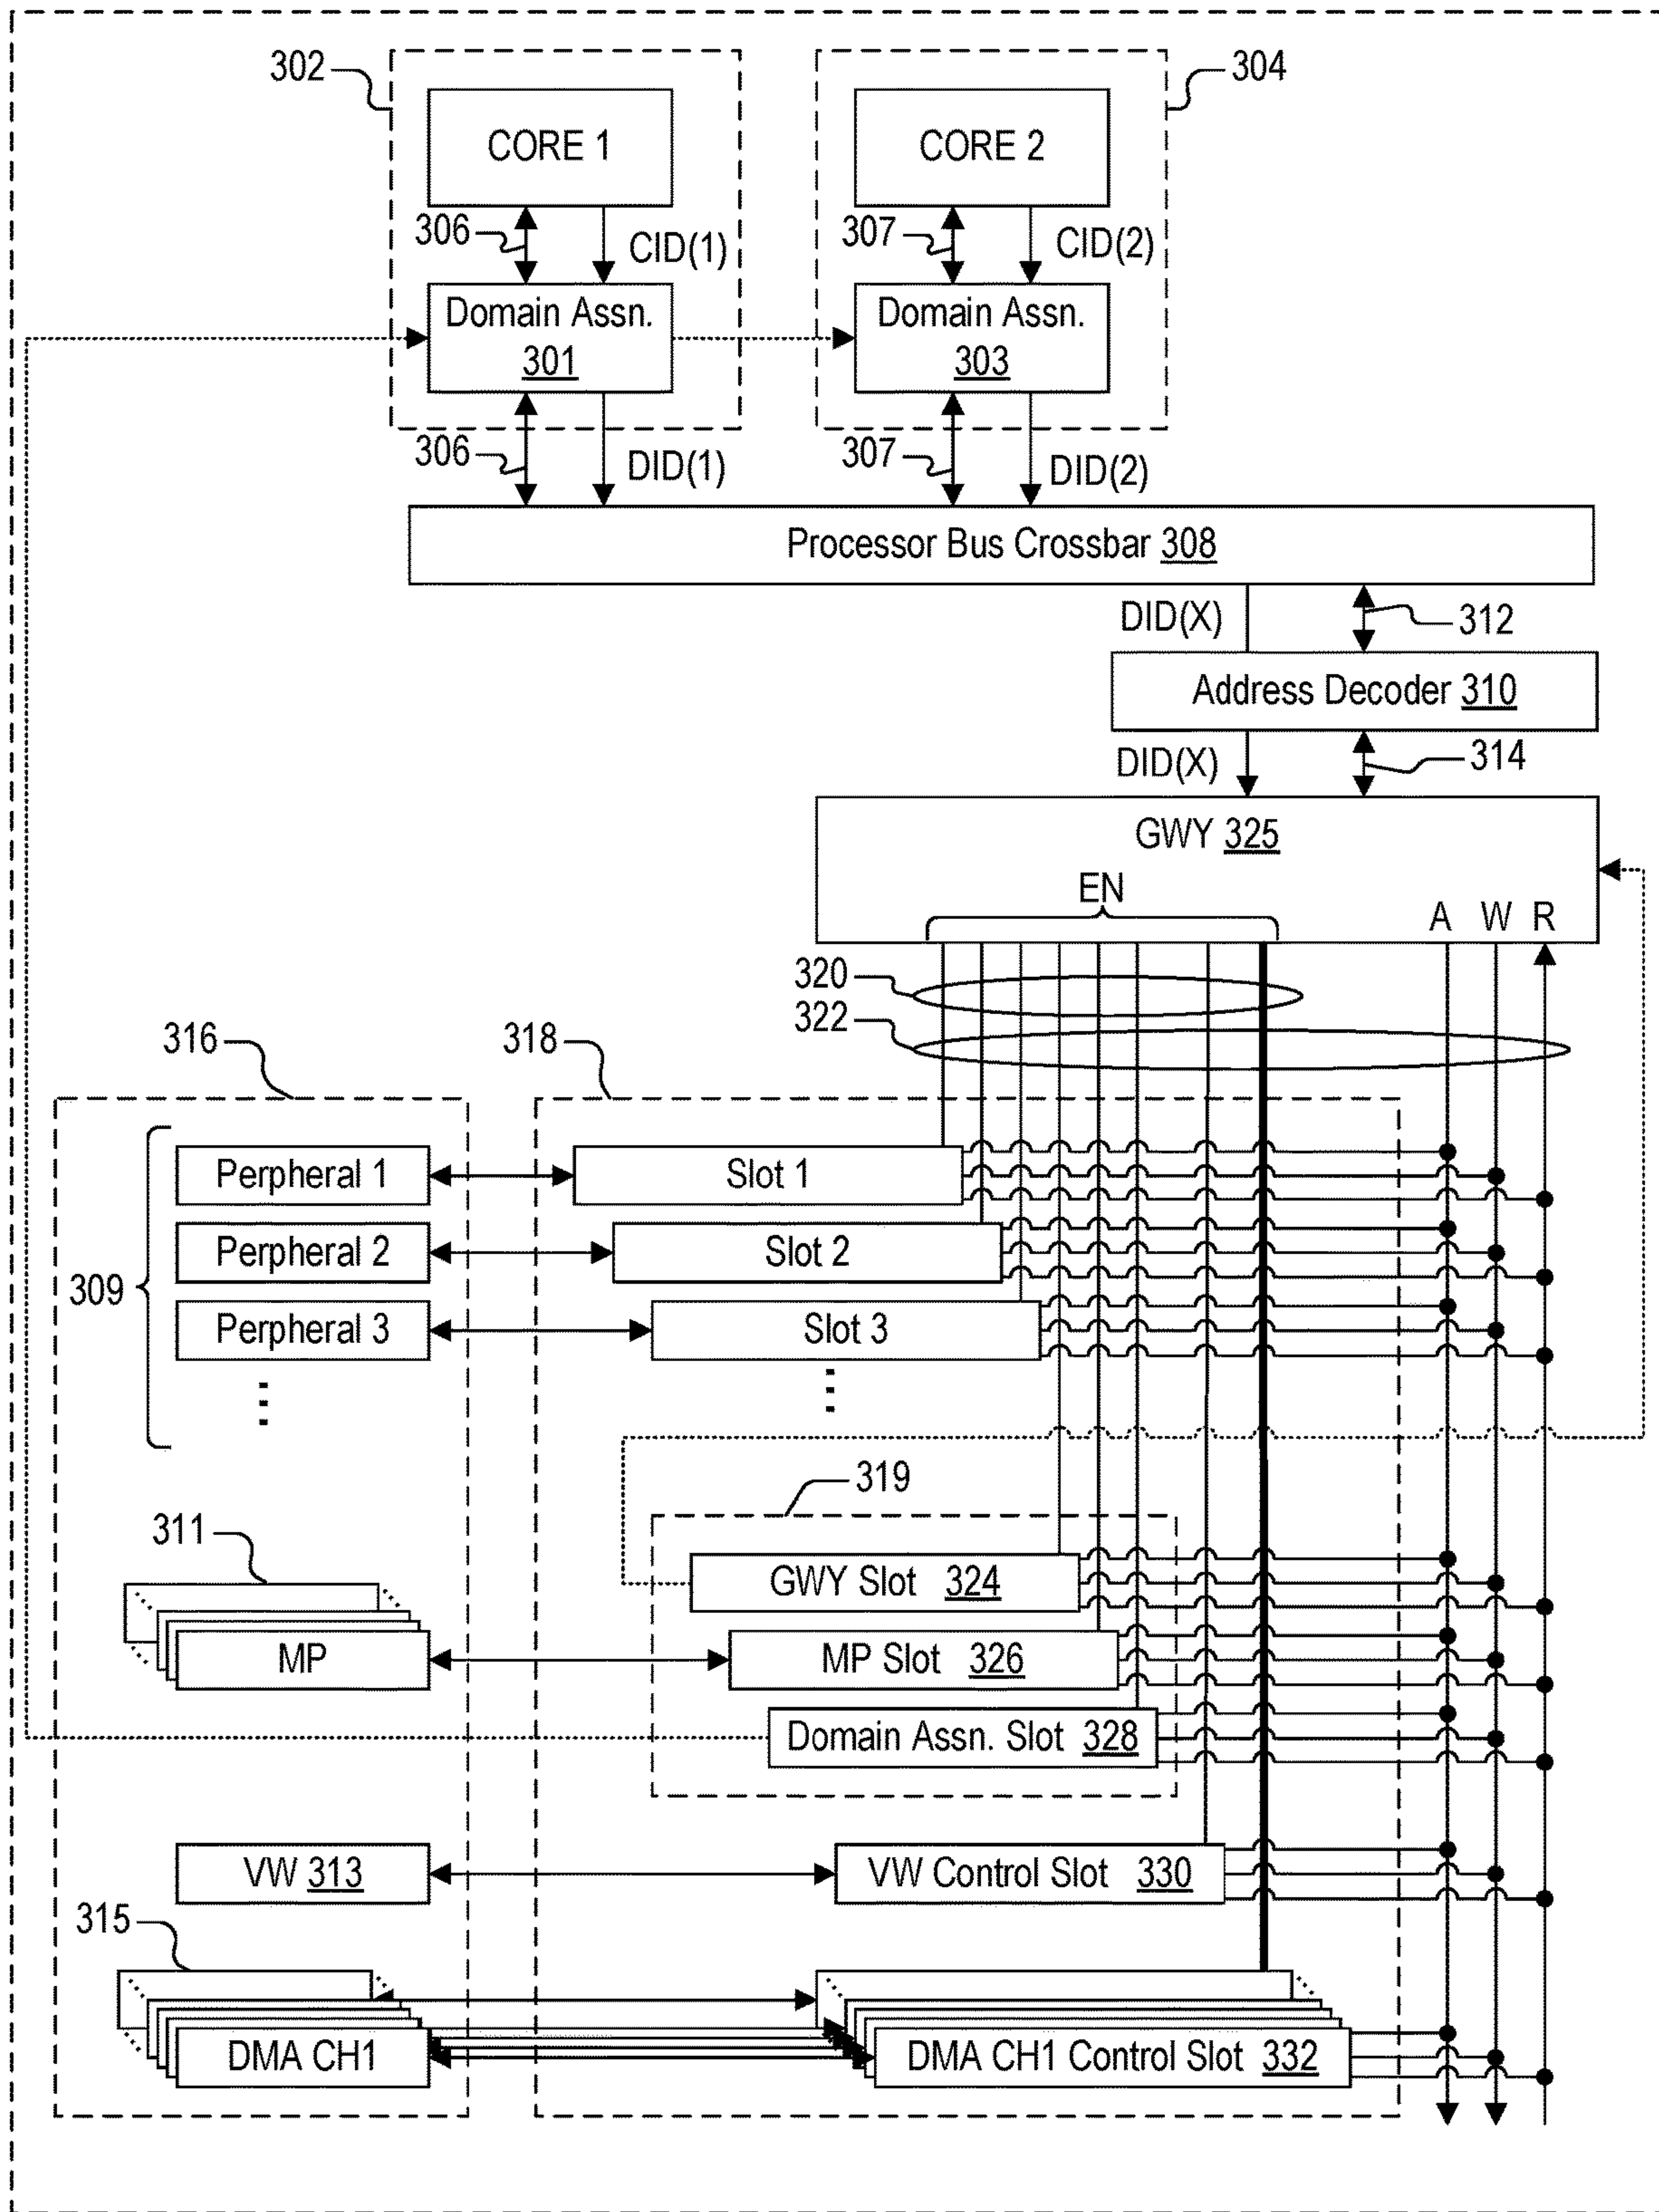 302
304
CORE 1
CORE 2
306
CID(1)
307
CID(2)
Domain Assn.
301
Domain Assn.
303
306
DID(1)
307
DID(2)
Processor Bus Crossbar 308
DID(X)
312
Address Decoder 310
DID(X)
314
GWY 325
EN
A W R
320
322
316
318
309
Perpheral 1
Slot 1
Perpheral 2
Slot 2
Perpheral 3
Slot 3
319
311
GWY Slot 324
MP
MP Slot 326
Domain Assn. Slot 328
VW 313
VW Control Slot 330
315
DMA CH1
DMA CH1 Control Slot 332